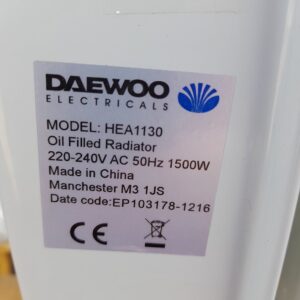 DAEWOO
ELECTRICALS
MODEL: HEA1130
Oil Filled Radiator
220-240V AC 50Hz 1500W
Made in China
Manchester M3 1JS
Date code:EP103178-1216
CE